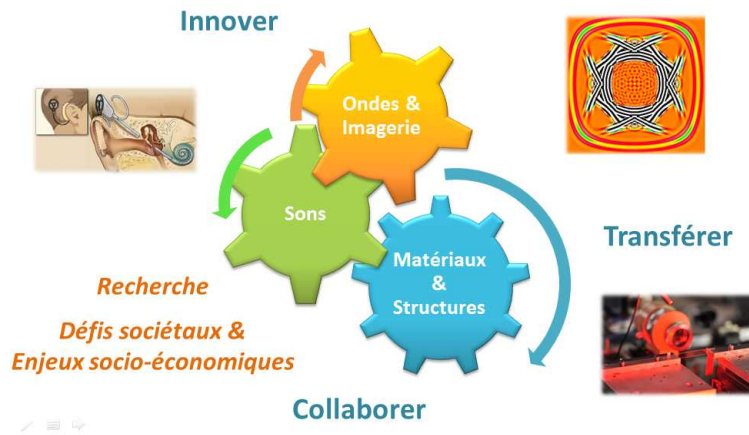 Innover
Ondes &
Imagerie
Sons
Transférer
Matériaux
&
Structures
Recherche
Défis sociétaux &
Enjeux socio-économiques
Collaborer